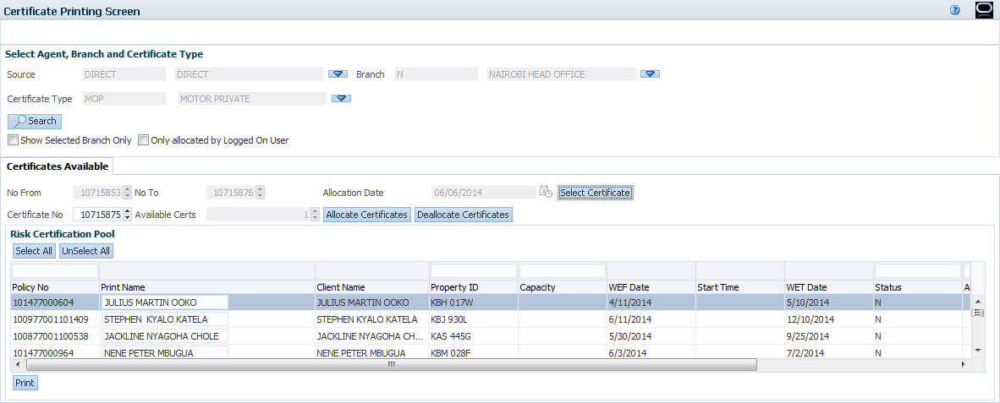 Certificate Printing Screen
Select Agent, Branch and Certificate Type
Source DIRECT DIRECT Branch N NAIROBI HEAD OFFICE
Certificate Type MOP MOTOR PRIVATE
Search
Show Selected Branch Only Only allocated by Logged On User
Certificates Available
No From 10715853 No To 10715876 Allocation Date 06/06/2014 Select Certificate
Certificate No 10715875 Available Certs 1 Allocate Certificates Deallocate Certificates
Risk Certification Pool
Select All UnSelect All
Policy No Print Name Client Name Property ID Capacity WEF Date Start Time WET Date Status
101477000604 JULIUS MARTIN OOKO JULIUS MARTIN OOKO KBH 017W 4/11/2014 5/10/2014 N
100977001101409 STEPHEN  KYALO KATELA STEPHEN KYALO KATELA KBJ 930L 6/11/2014 12/10/2014 N
100877001100538 JACKLINE NYAGOHA CHOLE JACKLINE NYAGOHA CH... KAS 445G 5/30/2014 9/25/2014 N
101477000964 NENE PETER MBUGUA NENE PETER MBUGUA KBM 028F 6/3/2014 7/2/2014 N
Print